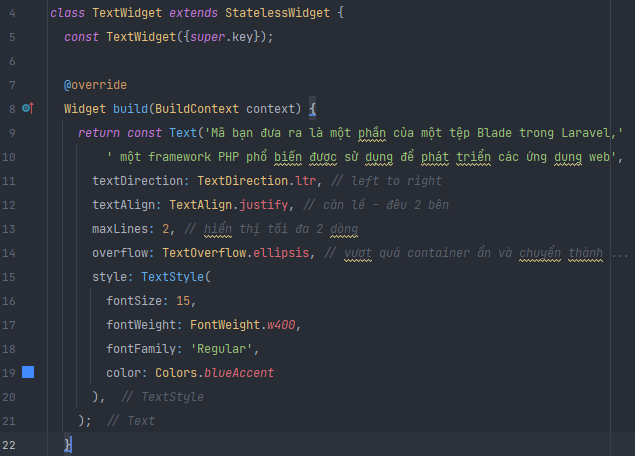 4 class TextWidget extends StatelessWidget {
5 const TextWidget({super.key});
6
7 @override
8 Widget build(BuildContext context) {
9 return const Text('Mã bạn đưa ra là một phần của một tệp Blade trong Laravel,'
10 ' một framework PHP phổ biến được sử dụng để phát triển các ứng dụng web',
11 textDirection: TextDirection.ltr, // left to right
12 textAlign: TextAlign.justify, // căn lề - đều 2 bên
13 maxLines: 2, // hiển thị tối đa 2 dòng
14 overflow: TextOverflow.ellipsis, // vượt quá container ẩn và chuyển thành ...
15 style: TextStyle(
16 fontSize: 15,
17 fontWeight: FontWeight.w400,
18 fontFamily: 'Regular',
19 color: Colors.blueAccent
20 ), // TextStyle
21 ); // Text
22 }